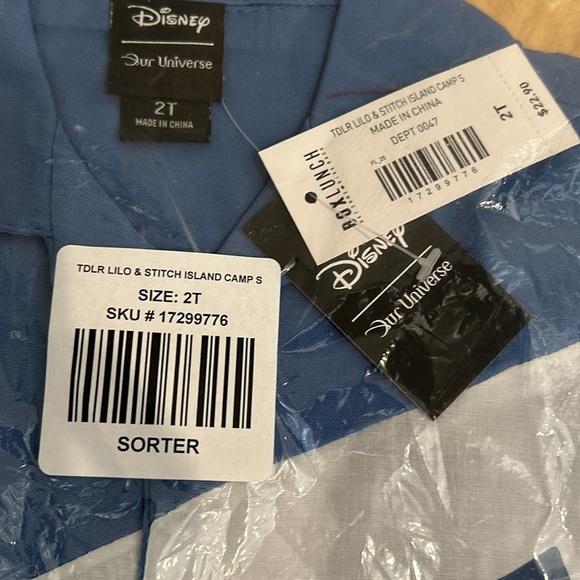 Disney
Our Universe
2T
MADE IN CHINA
TDLR LILO & STITCH ISLAND CAMP S
MADE IN CHINA
DEPT 0047
2T
$22.90
FL_25
17299776
BOXLUNCH
Disney
Our Universe
TDLR LILO & STITCH ISLAND CAMP S
SIZE: 2T
SKU # 17299776
SORTER